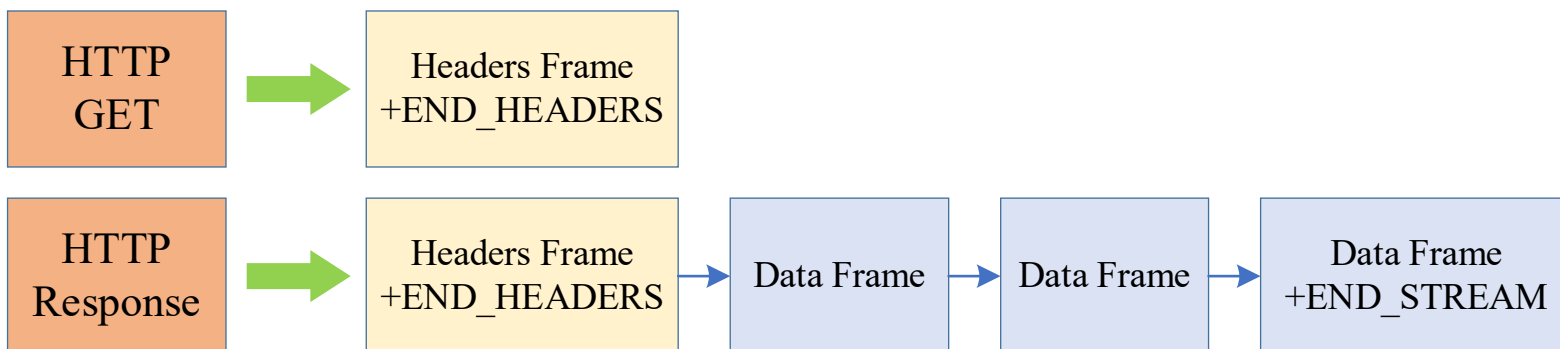 HTTP
GET
Headers Frame
+END_HEADERS
HTTP
Response
Headers Frame
+END_HEADERS
Data Frame
Data Frame
Data Frame
+END_STREAM